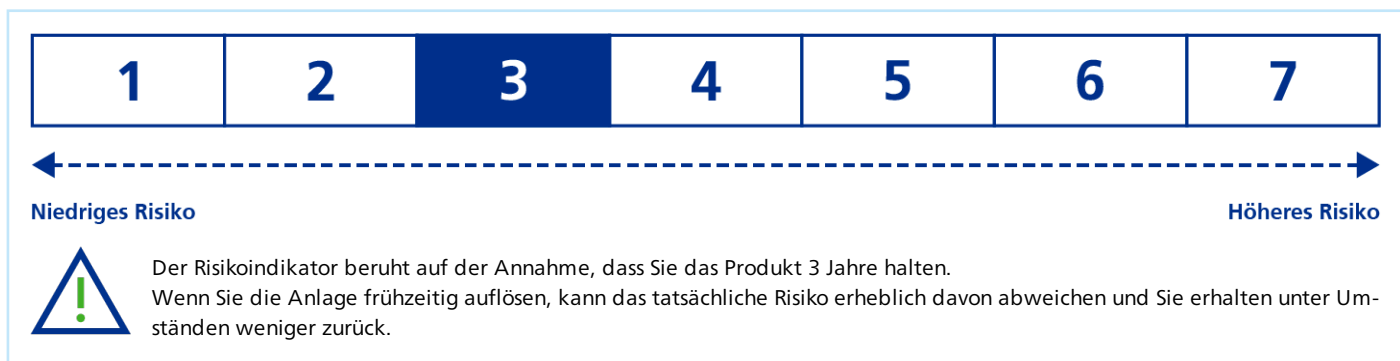 1 2 3 4 5 6 7
Niedriges Risiko Höheres Risiko
Der Risikoindikator beruht auf der Annahme, dass Sie das Produkt 3 Jahre halten.
Wenn Sie die Anlage frühzeitig auflösen, kann das tatsächliche Risiko erheblich davon abweichen und Sie erhalten unter Um-
ständen weniger zurück.